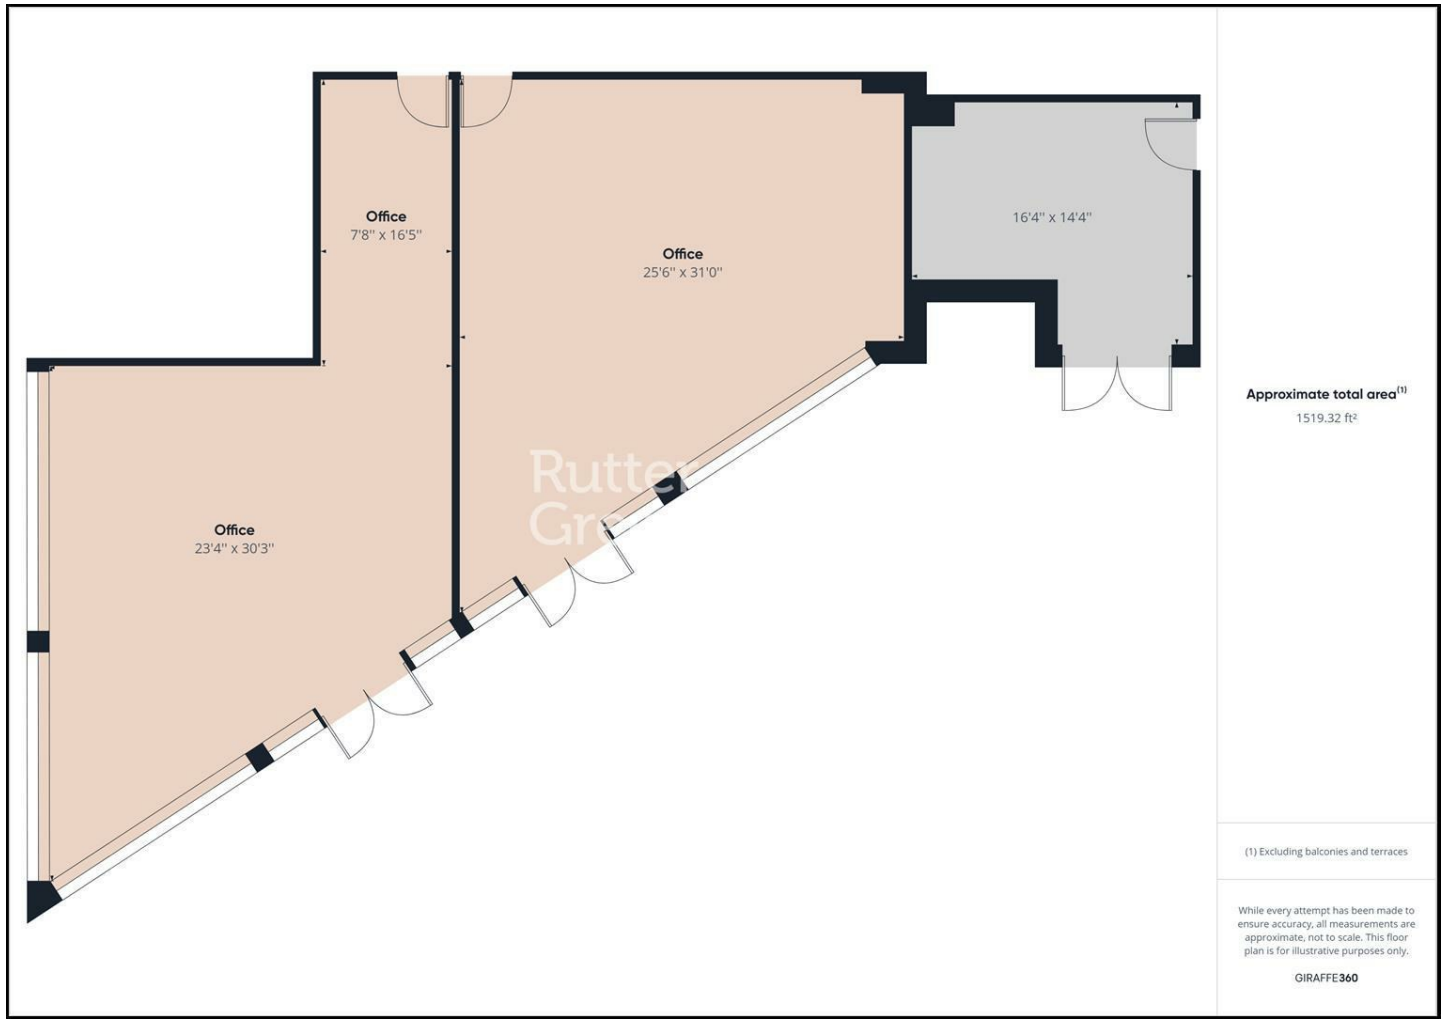 Office
7'8" x 16'5"
Office
25'6" x 31'0"
16'4" x 14'4"
Office
23'4" x 30'3"
Rutter
Gre
Approximate total area(1)
1519.32 ft²
(1) Excluding balconies and terraces
While every attempt has been made to
ensure accuracy, all measurements are
approximate, not to scale. This floor
plan is for illustrative purposes only.
GIRAFFE360